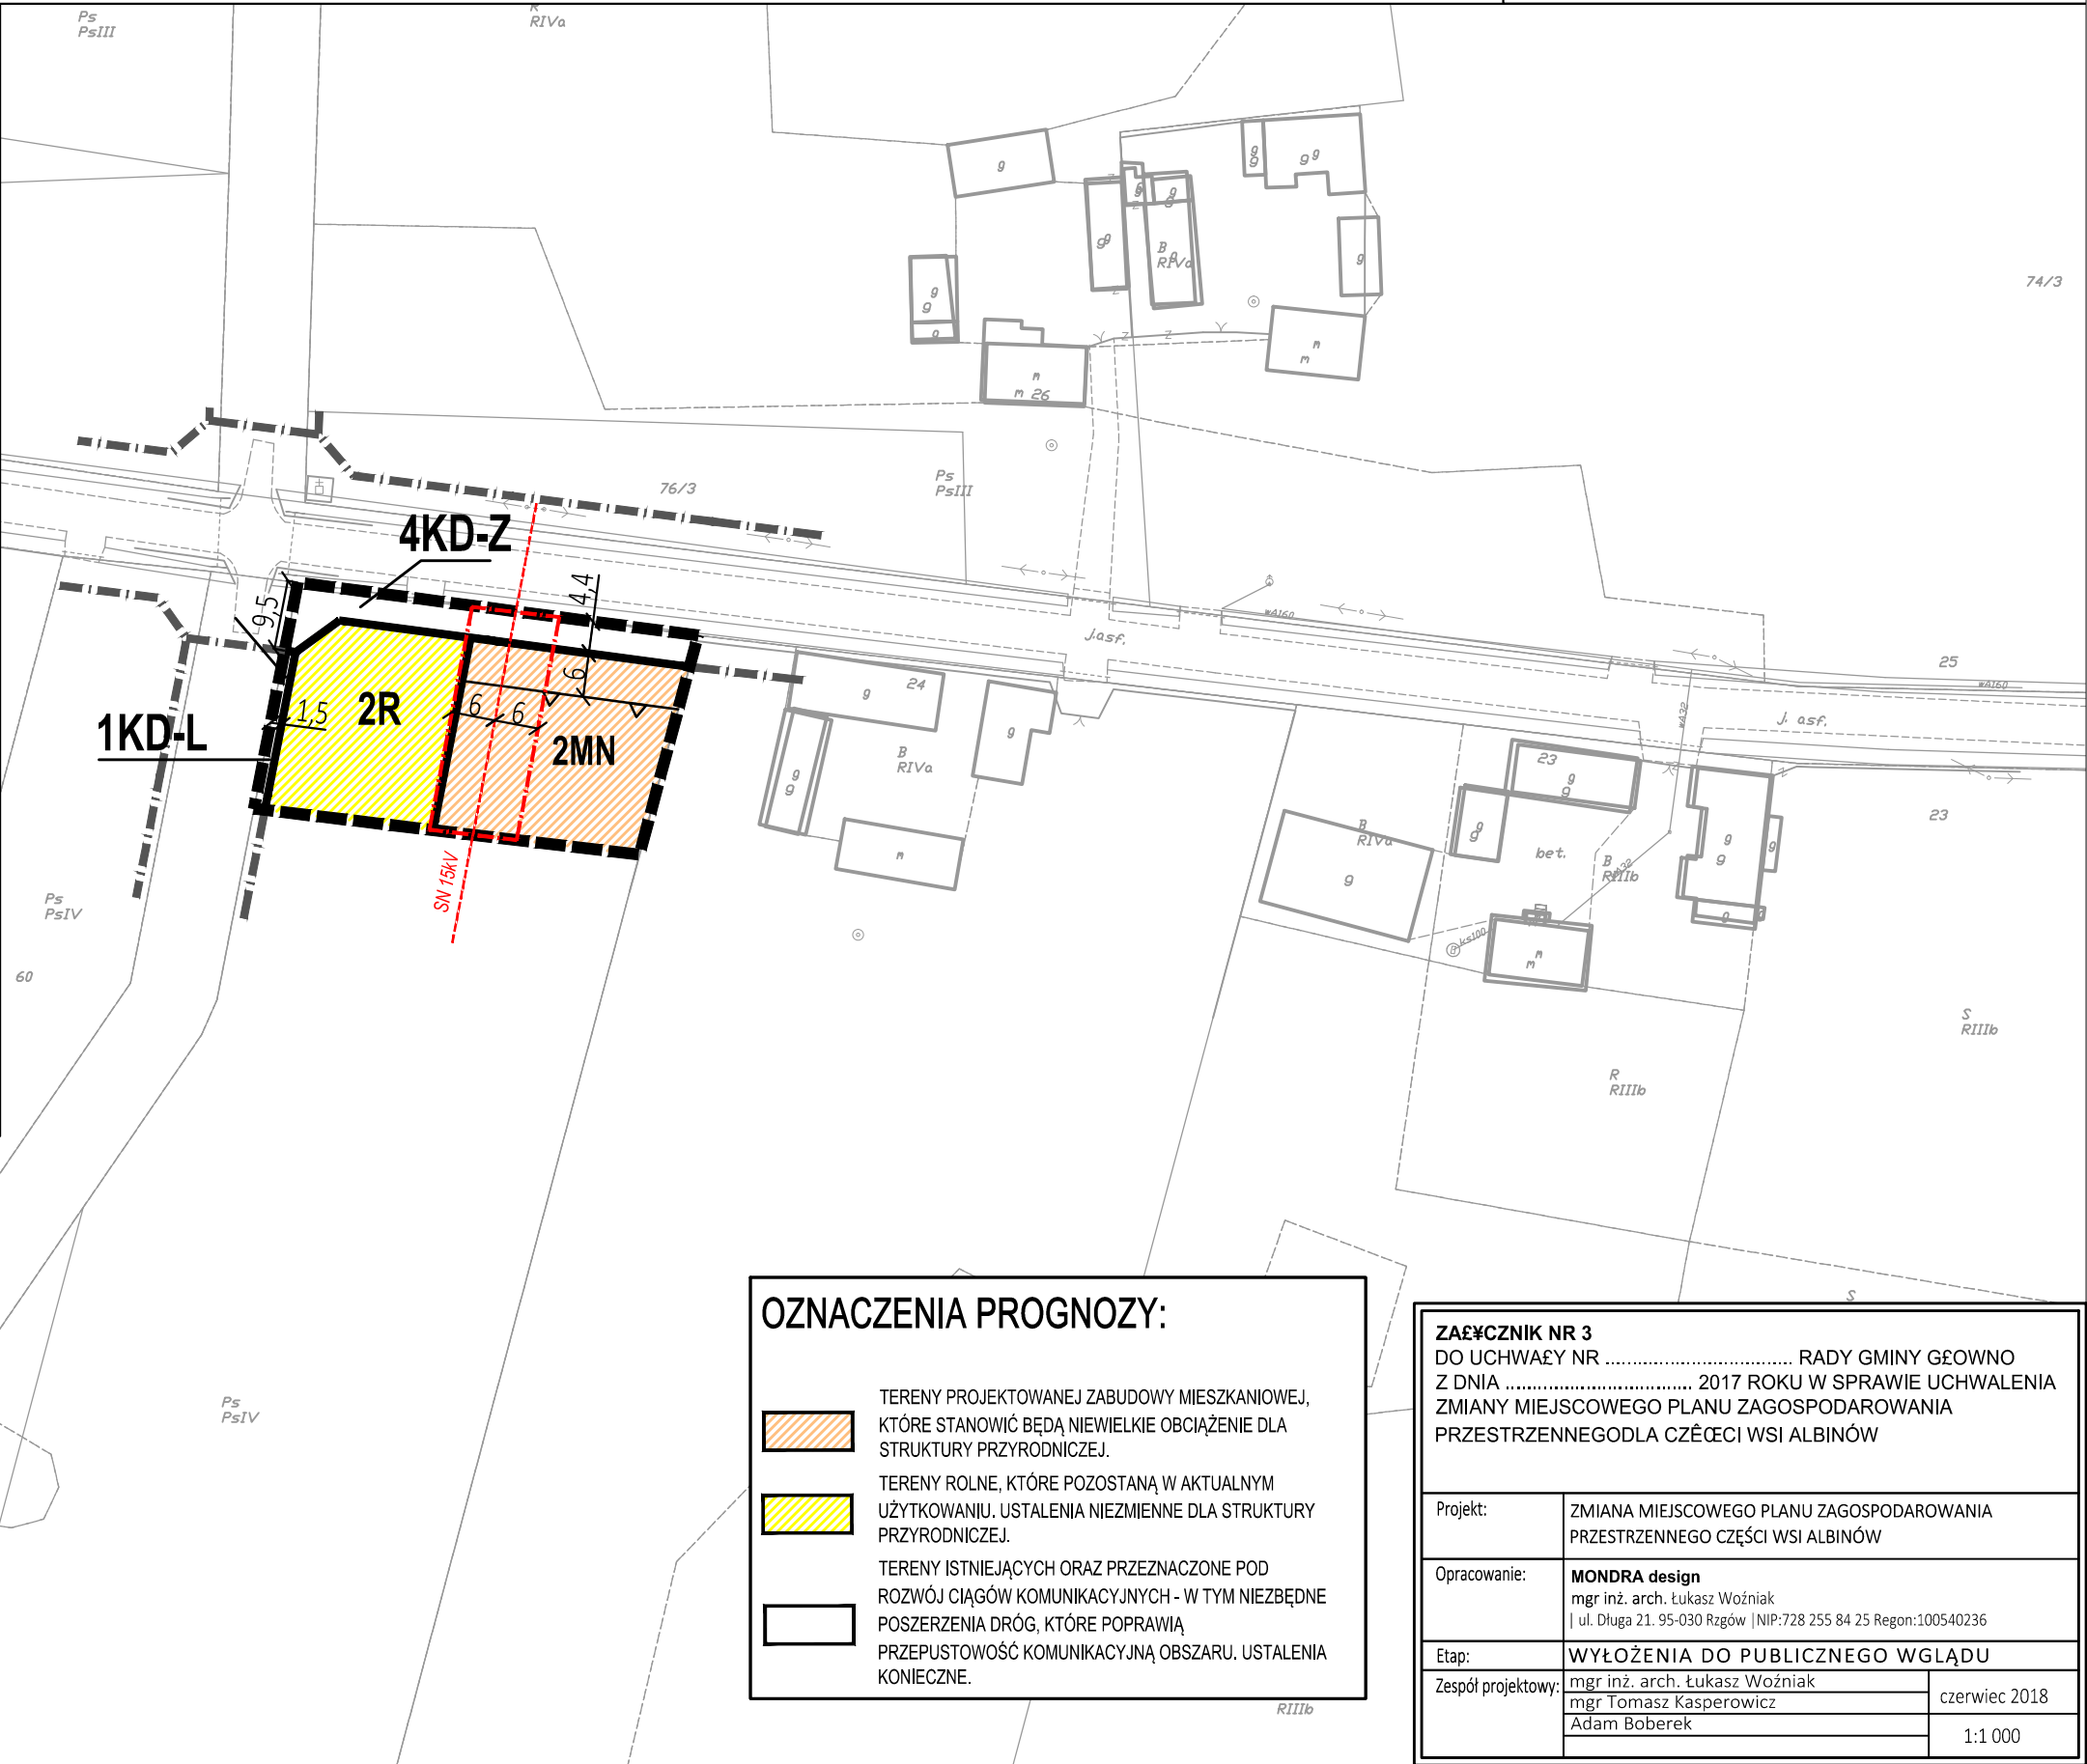 Ps
PsIII
R
RIVa
g
g
g
g
g
g
g
g
g
g
g
g
B
RIVa
g
g
g
g
g
m
m
m
m 26
74/3
Ps
PsIII
76/3
4KD-Z
9,5
4,4
6
6
6
1,5
2R
2MN
1KD-L
SN 15kV
j.asf.
wA160
25
wA160
j. asf.
wA32
24
g
g
g
g
B
RIVa
m
23
g
g
g
g
B
RIVa
g
bet.
B
RIIIb
g
g
g
g
23
ks100
m
m
Ps
PsIV
60
S
RIIIb
R
RIIIb
S
Ps
PsIV
RIIIb
OZNACZENIA PROGNOZY:
TERENY PROJEKTOWANEJ ZABUDOWY MIESZKANIOWEJ,
KTÓRE STANOWIĆ BĘDĄ NIEWIELKIE OBCIĄŻENIE DLA
STRUKTURY PRZYRODNICZEJ.
TERENY ROLNE, KTÓRE POZOSTANĄ W AKTUALNYM
UŻYTKOWANIU. USTALENIA NIEZMIENNE DLA STRUKTURY
PRZYRODNICZEJ.
TERENY ISTNIEJĄCYCH ORAZ PRZEZNACZONE POD
ROZWÓJ CIĄGÓW KOMUNIKACYJNYCH - W TYM NIEZBĘDNE
POSZERZENIA DRÓG, KTÓRE POPRAWIĄ
PRZEPUSTOWOŚĆ KOMUNIKACYJNĄ OBSZARU. USTALENIA
KONIECZNE.
ZA£¥CZNIK NR 3
DO UCHWA£Y NR .................................... RADY GMINY G£OWNO
Z DNIA .................................... 2017 ROKU W SPRAWIE UCHWALENIA
ZMIANY MIEJSCOWEGO PLANU ZAGOSPODAROWANIA
PRZESTRZENNEGODLA CZÊŒCI WSI ALBINÓW
Projekt:
ZMIANA MIEJSCOWEGO PLANU ZAGOSPODAROWANIA
PRZESTRZENNEGO CZĘŚCI WSI ALBINÓW
Opracowanie:
MONDRA design
mgr inż. arch. Łukasz Woźniak
| ul. Długa 21. 95-030 Rzgów |NIP:728 255 84 25 Regon:100540236
Etap:
WYŁOŻENIA DO PUBLICZNEGO WGLĄDU
Zespół projektowy:
mgr inż. arch. Łukasz Woźniak
mgr Tomasz Kasperowicz
Adam Boberek
czerwiec 2018
1:1 000